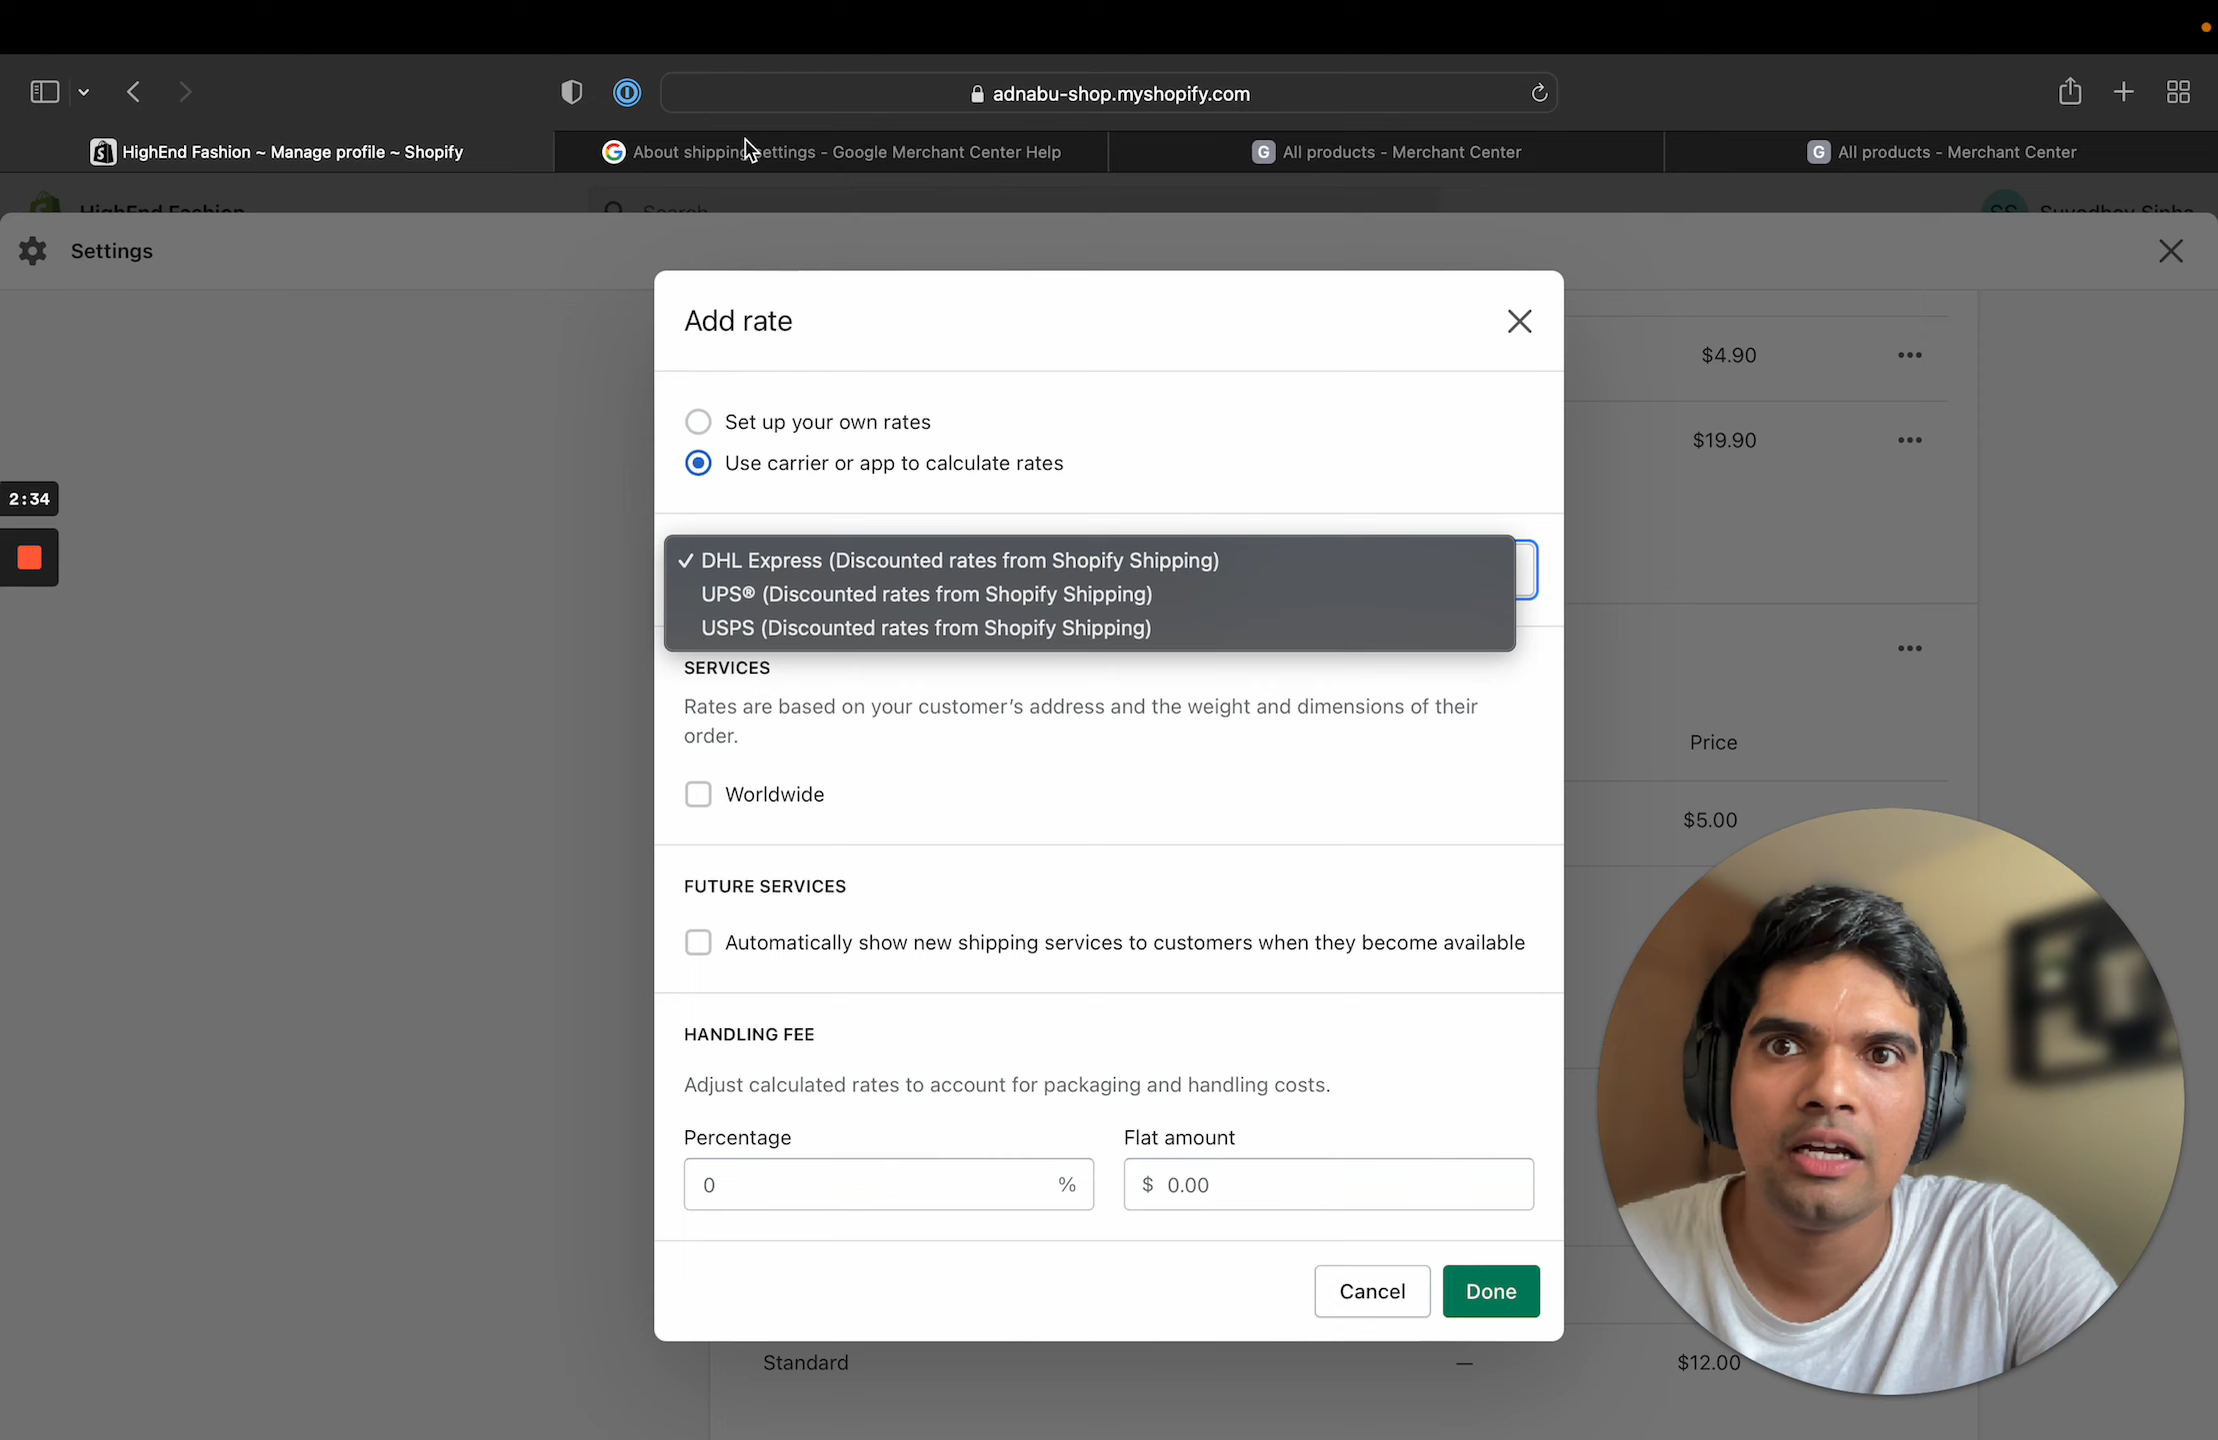 adnabu-shop.myshopify.com
HighEnd Fashion ~ Manage profile ~ Shopify
About shipping settings - Google Merchant Center Help
All products - Merchant Center
All products - Merchant Center
HighEnd Fashion
Search
SS
Suvodhoy Sinha
Settings
Add rate
$4.90
Set up your own rates
$19.90
Use carrier or app to calculate rates
2:34
✓ DHL Express (Discounted rates from Shopify Shipping)
UPS® (Discounted rates from Shopify Shipping)
USPS (Discounted rates from Shopify Shipping)
SERVICES
Rates are based on your customer's address and the weight and dimensions of their
order.
Price
Worldwide
$5.00
FUTURE SERVICES
Automatically show new shipping services to customers when they become available
HANDLING FEE
Adjust calculated rates to account for packaging and handling costs.
Percentage
Flat amount
0 %
$ 0.00
Cancel
Done
Standard
—
$12.00